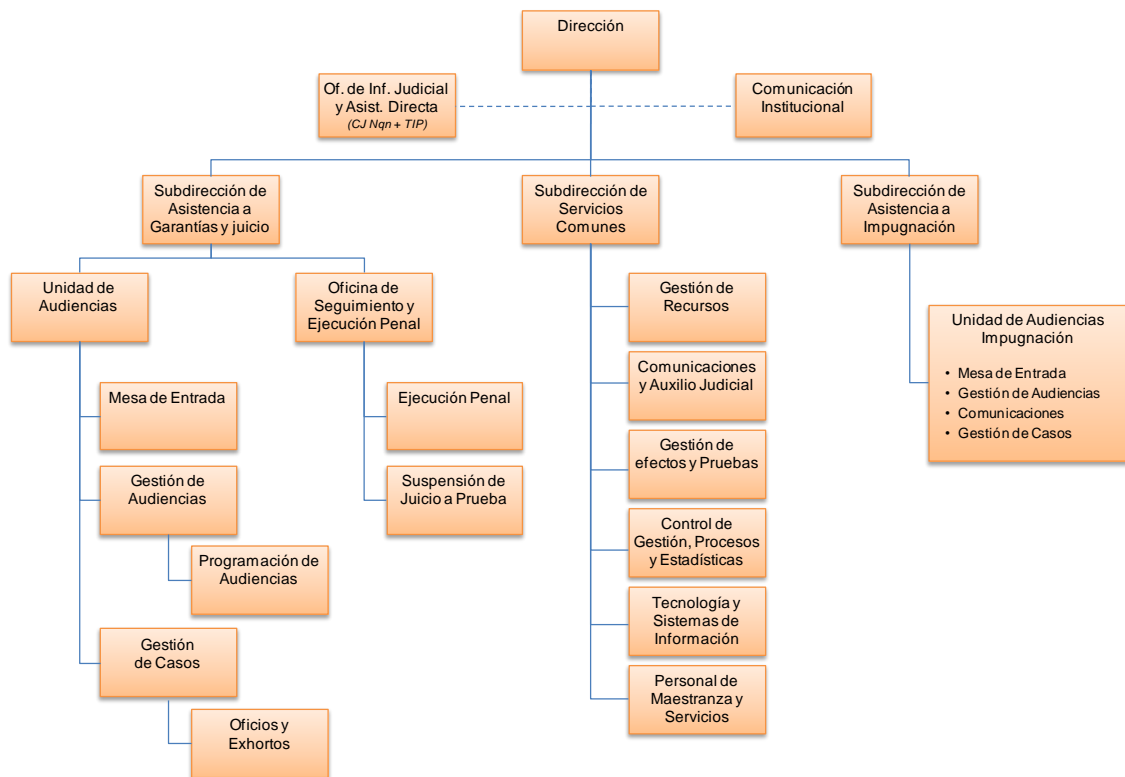 Dirección
Of. de Inf. Judicial
y Asist. Directa
(CJ Nqn + TIP)
Comunicación
Institucional
Subdirección de
Asistencia a
Garantías y juicio
Subdirección de
Servicios
Comunes
Subdirección de
Asistencia a
Impugnación
Unidad de
Audiencias
Oficina de
Seguimiento y
Ejecución Penal
Mesa de Entrada
Gestión de
Audiencias
Programación de
Audiencias
Gestión
de Casos
Oficios y
Exhortos
Ejecución Penal
Suspensión de
Juicio a Prueba
Gestión de
Recursos
Comunicaciones
y Auxilio Judicial
Gestión de
efectos y Pruebas
Control de
Gestión, Procesos
y Estadísticas
Tecnología y
Sistemas de
Información
Personal de
Maestranza y
Servicios
Unidad de Audiencias
Impugnación
• Mesa de Entrada
• Gestión de Audiencias
• Comunicaciones
• Gestión de Casos